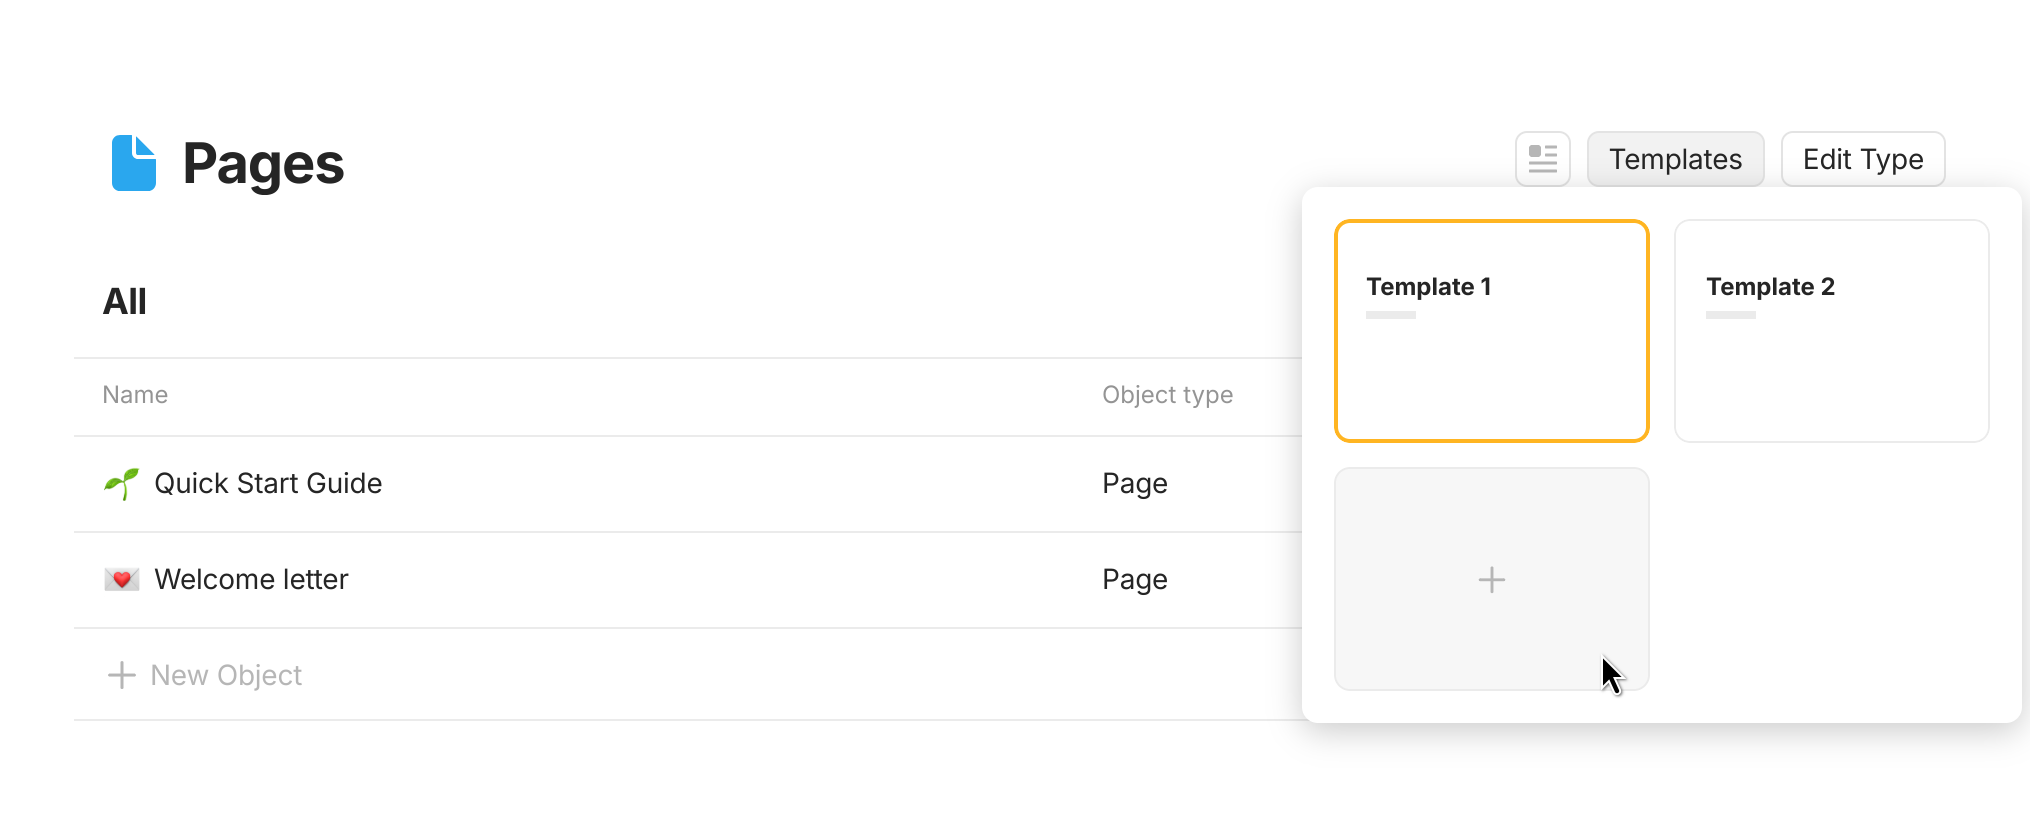 Pages
Templates
Edit Type
Template 1
Template 2
All
Name
Object type
Quick Start Guide
Page
Welcome letter
Page
New Object